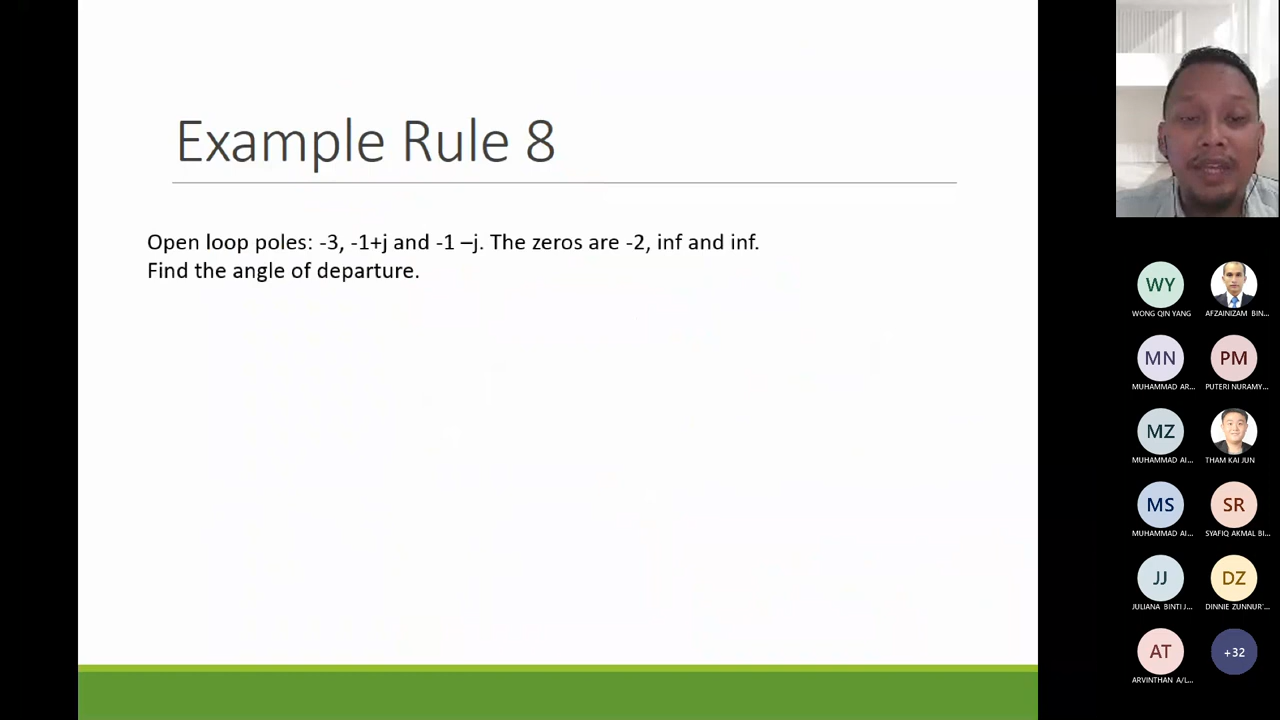 Example Rule 8
Open loop poles: -3, -1+j and -1 –j. The zeros are -2, inf and inf.
Find the angle of departure.
WY
WONG QIN YANG
AFZAINIZAM BIN...
MN
MUHAMMAD AR...
PM
PUTERI NURAMY...
MZ
MUHAMMAD AI...
THAM KAI JUN
MS
MUHAMMAD AI...
SR
SYAFIQ AKMAL BI...
JJ
JULIANA BINTI J...
DZ
DINNIE ZUNNUR'...
AT
ARVINTHAN A/L...
+32